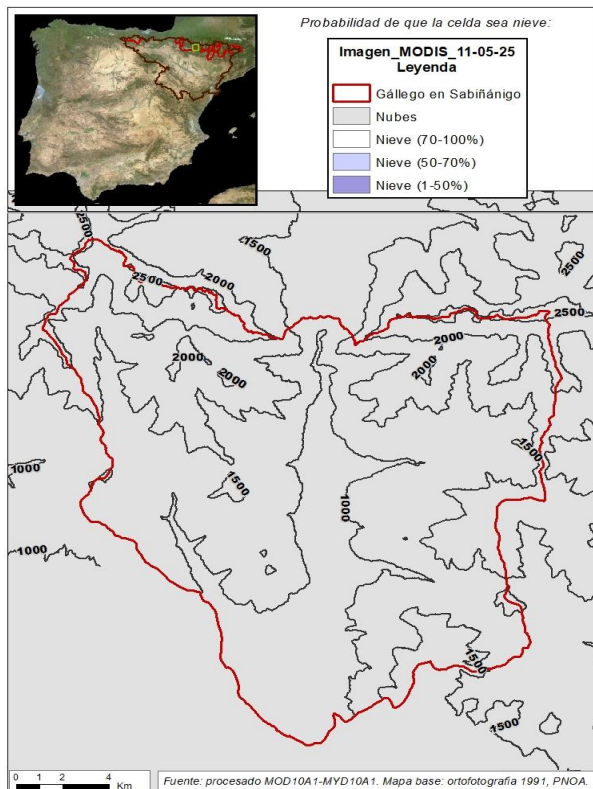 Probabilidad de que la celda sea nieve:
Imagen_MODIS_11-05-25
Leyenda
Gállego en Sabiñánigo
Nubes
Nieve (70-100%)
Nieve (50-70%)
Nieve (1-50%)
2500
1500
2500
2500
2000
2500
2000
2000
2000
2000
1500
1000
1500
1000
1000
1500
1500
0 1 2 4
Km
Fuente: procesado MOD10A1-MYD10A1. Mapa base: ortofotografia 1991, PNOA.